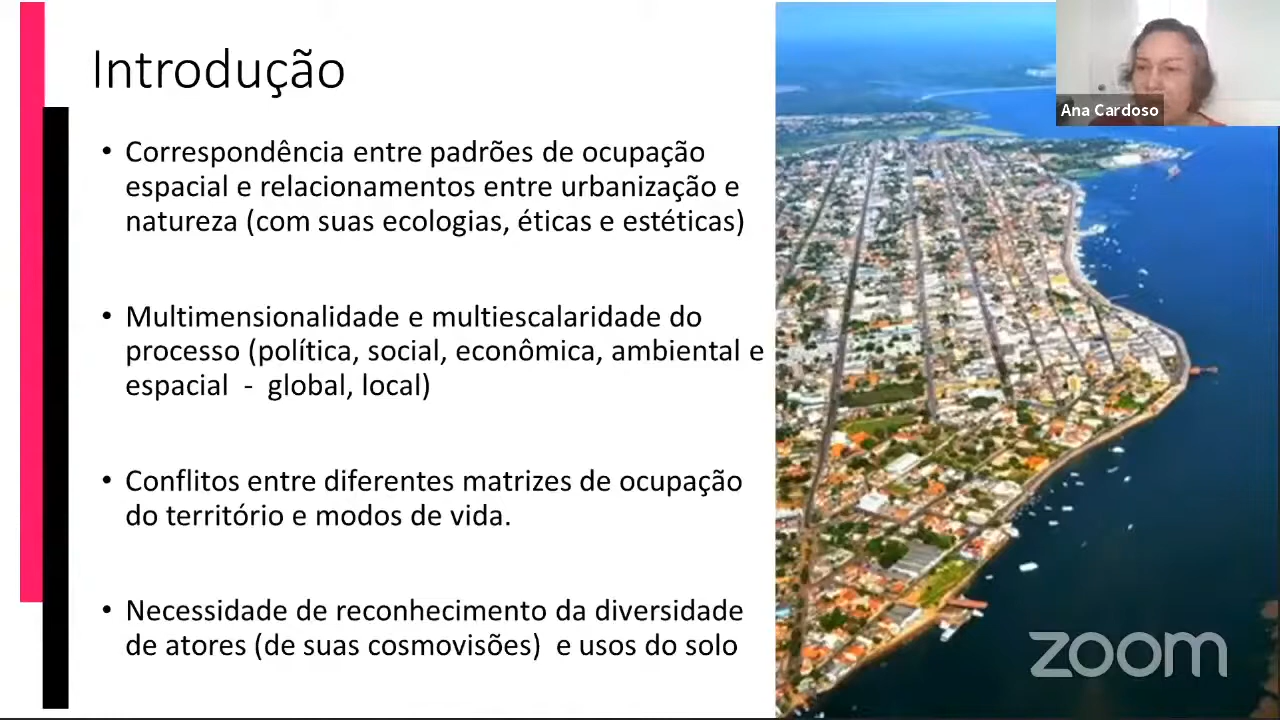 Introdução
• Correspondência entre padrões de ocupação
espacial e relacionamentos entre urbanização e
natureza (com suas ecologias, éticas e estéticas)
• Multimensionalidade e multiescalaridade do
processo (política, social, econômica, ambiental e
espacial - global, local)
• Conflitos entre diferentes matrizes de ocupação
do território e modos de vida.
• Necessidade de reconhecimento da diversidade
de atores (de suas cosmovisões) e usos do solo
Ana Cardoso
zoom